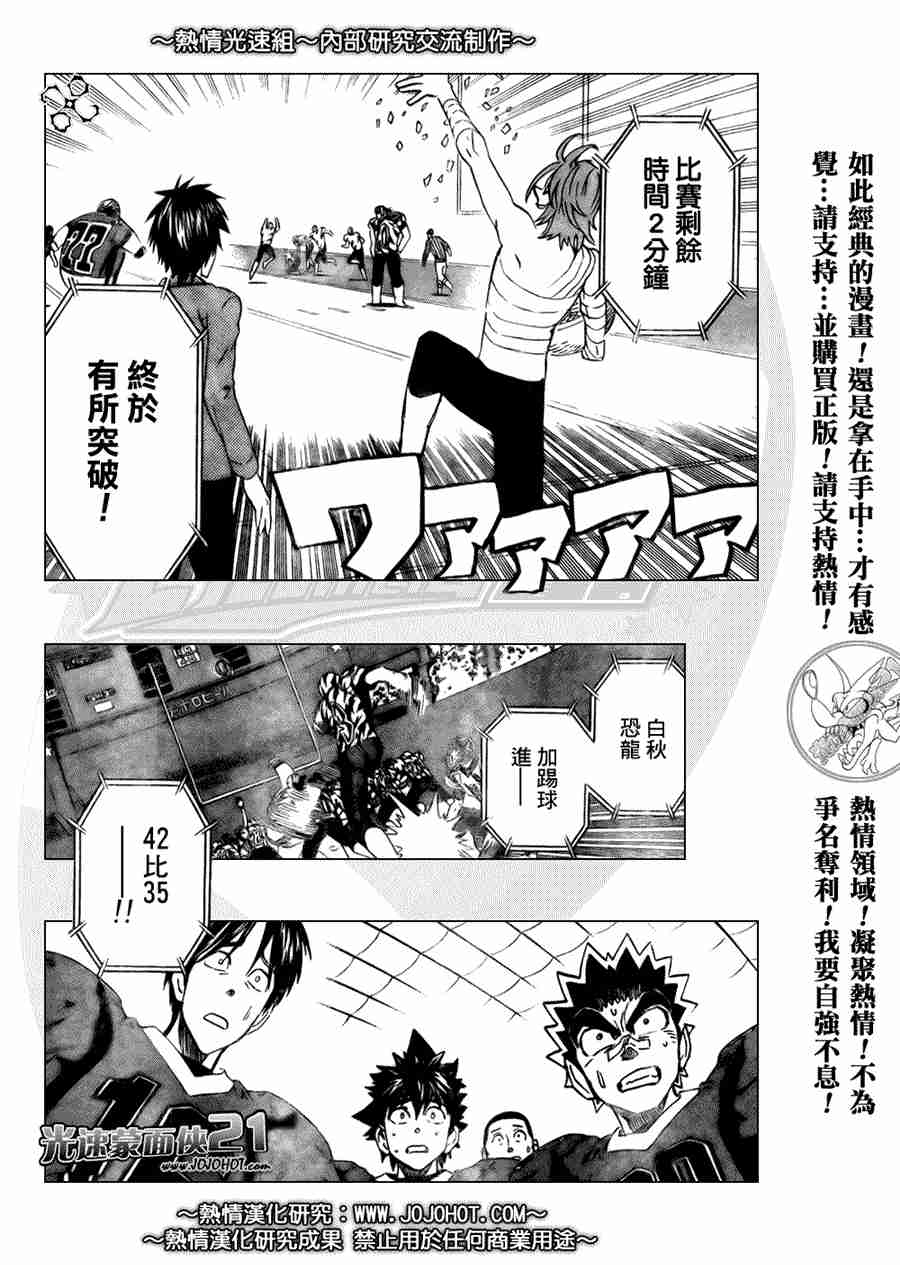 ～熱情光速組～內部研究交流制作～
比賽剩餘
時間2分鐘
終於
有所突破！
ワァァァァ
77
白秋
恐龍
加踢球
進—
42比35
——!!
如此經典的漫畫！還是拿在手中…才有感
覺…請支持…並購買正版！請支持熱情！
熱情領域！凝聚熱情！不為
爭名奪利！我要自強不息！
光速蒙面俠21
www.JOJOHOT.com
～熱情漢化研究：WWW.JOJOHOT.COM～
～熱情漢化研究成果 禁止用於任何商業用途～